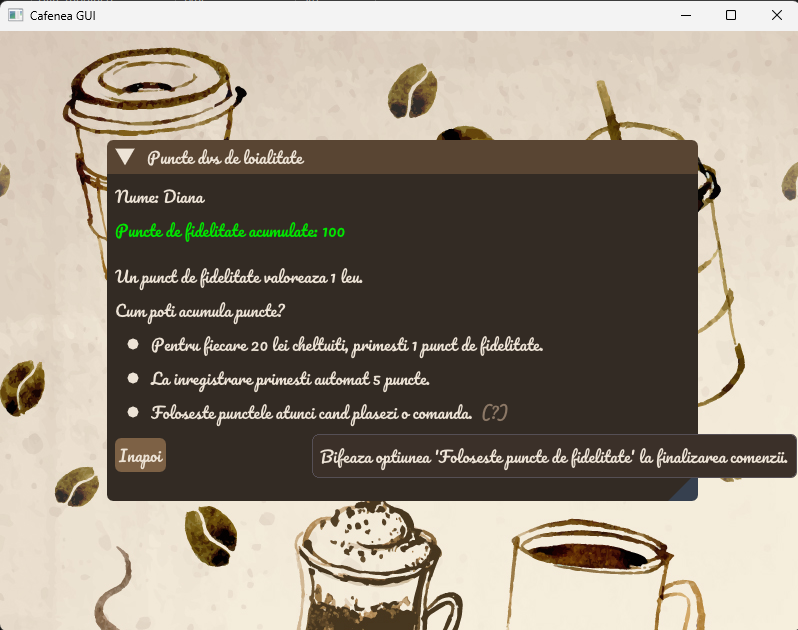 Cafenea GUI
Puncte dvs de loialitate
Nume: Diana
Puncte de fidelitate acumulate: 100
Un punct de fidelitate valoreaza 1 leu.
Cum poti acumula puncte?
Pentru fiecare 20 lei cheltuiti, primesti 1 punct de fidelitate.
La inregistrare primesti automat 5 puncte.
Foloseste punctele atunci cand plasezi o comanda. (?)
Inapoi
Bifeaza optiunea 'Foloseste puncte de fidelitate' la finalizarea comenzii.